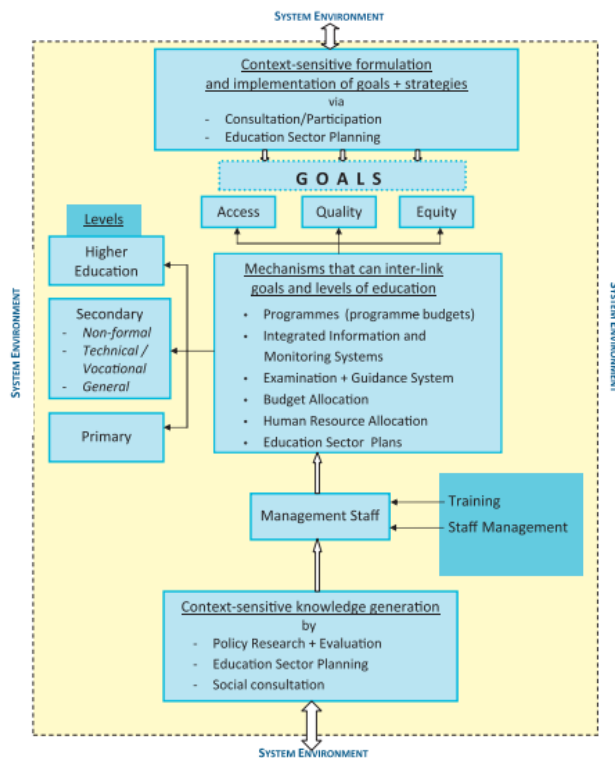 SYSTEM ENVIRONMENT
Context-sensitive formulation
and implementation of goals + strategies
via
- Consultation/Participation
- Education Sector Planning
GOALS
Access
Quality
Equity
Levels
Higher
Education
Secondary
- Non-formal
- Technical /
Vocational
- General
Primary
Mechanisms that can inter-link
goals and levels of education
• Programmes (programme budgets)
• Integrated Information and
Monitoring Systems
• Examination + Guidance System
• Budget Allocation
• Human Resource Allocation
• Education Sector Plans
SYSTEM ENVIRONMENT
SYSTEM ENVIRONMENT
Management Staff
Training
Staff Management
Context-sensitive knowledge generation
by
- Policy Research + Evaluation
- Education Sector Planning
- Social consultation
SYSTEM ENVIRONMENT